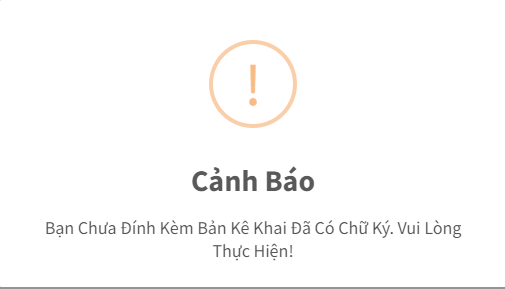 !
Cảnh Báo
Bạn Chưa Đính Kèm Bản Kê Khai Đã Có Chữ Ký. Vui Lòng
Thực Hiện!